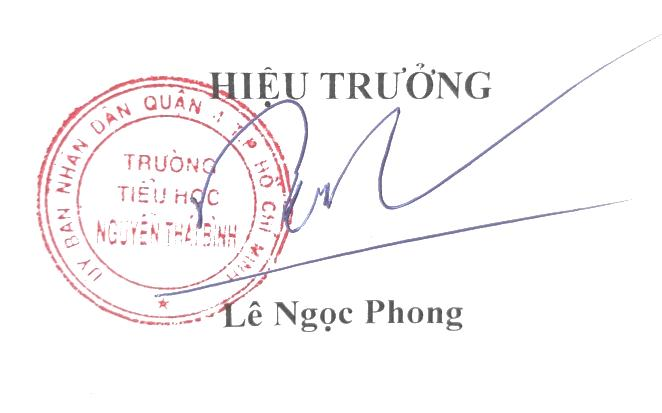 HIỆU TRƯỞNG
ỦY BAN NHÂN DÂN QUẬN 4 T.P HỒ CHÍ MINH
TRƯỜNG
TIỂU HỌC
NGUYỄN THÁI BÌNH
Lê Ngọc Phong